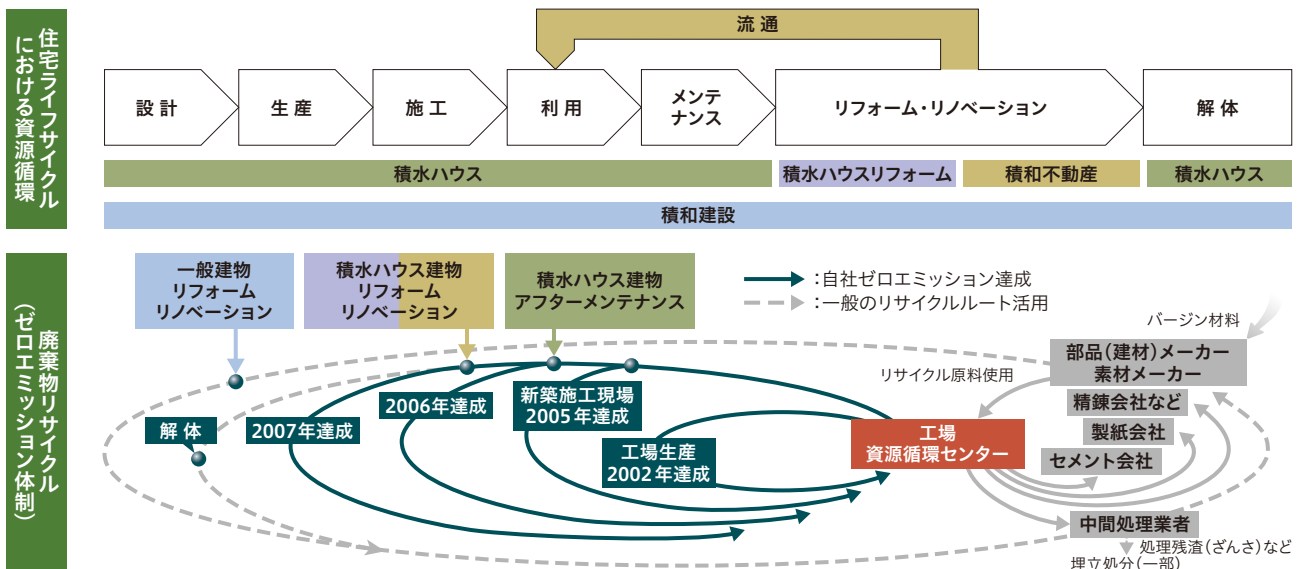 住宅ライフサイクル
における資源循環
流 通
設 計
生 産
施 工
利 用
メンテ
ナンス
リフォーム・リノベーション
解 体
積水ハウス
積水ハウスリフォーム
積和不動産
積水ハウス
積和建設
廃棄物リサイクル
(ゼロエミッション体制)
一般建物
リフォーム
リノベーション
積水ハウス建物
リフォーム
リノベーション
積水ハウス建物
アフターメンテナンス
:自社ゼロエミッション達成
:一般のリサイクルルート活用
バージン材料
部品(建材)メーカー
素材メーカー
リサイクル原料使用
精錬会社など
製紙会社
セメント会社
解 体
2007年達成
2006年達成
新築施工現場
2005年達成
工場生産
2002年達成
工場
資源循環センター
中間処理業者
処理残渣(ざんさ)など
埋立処分(一部)